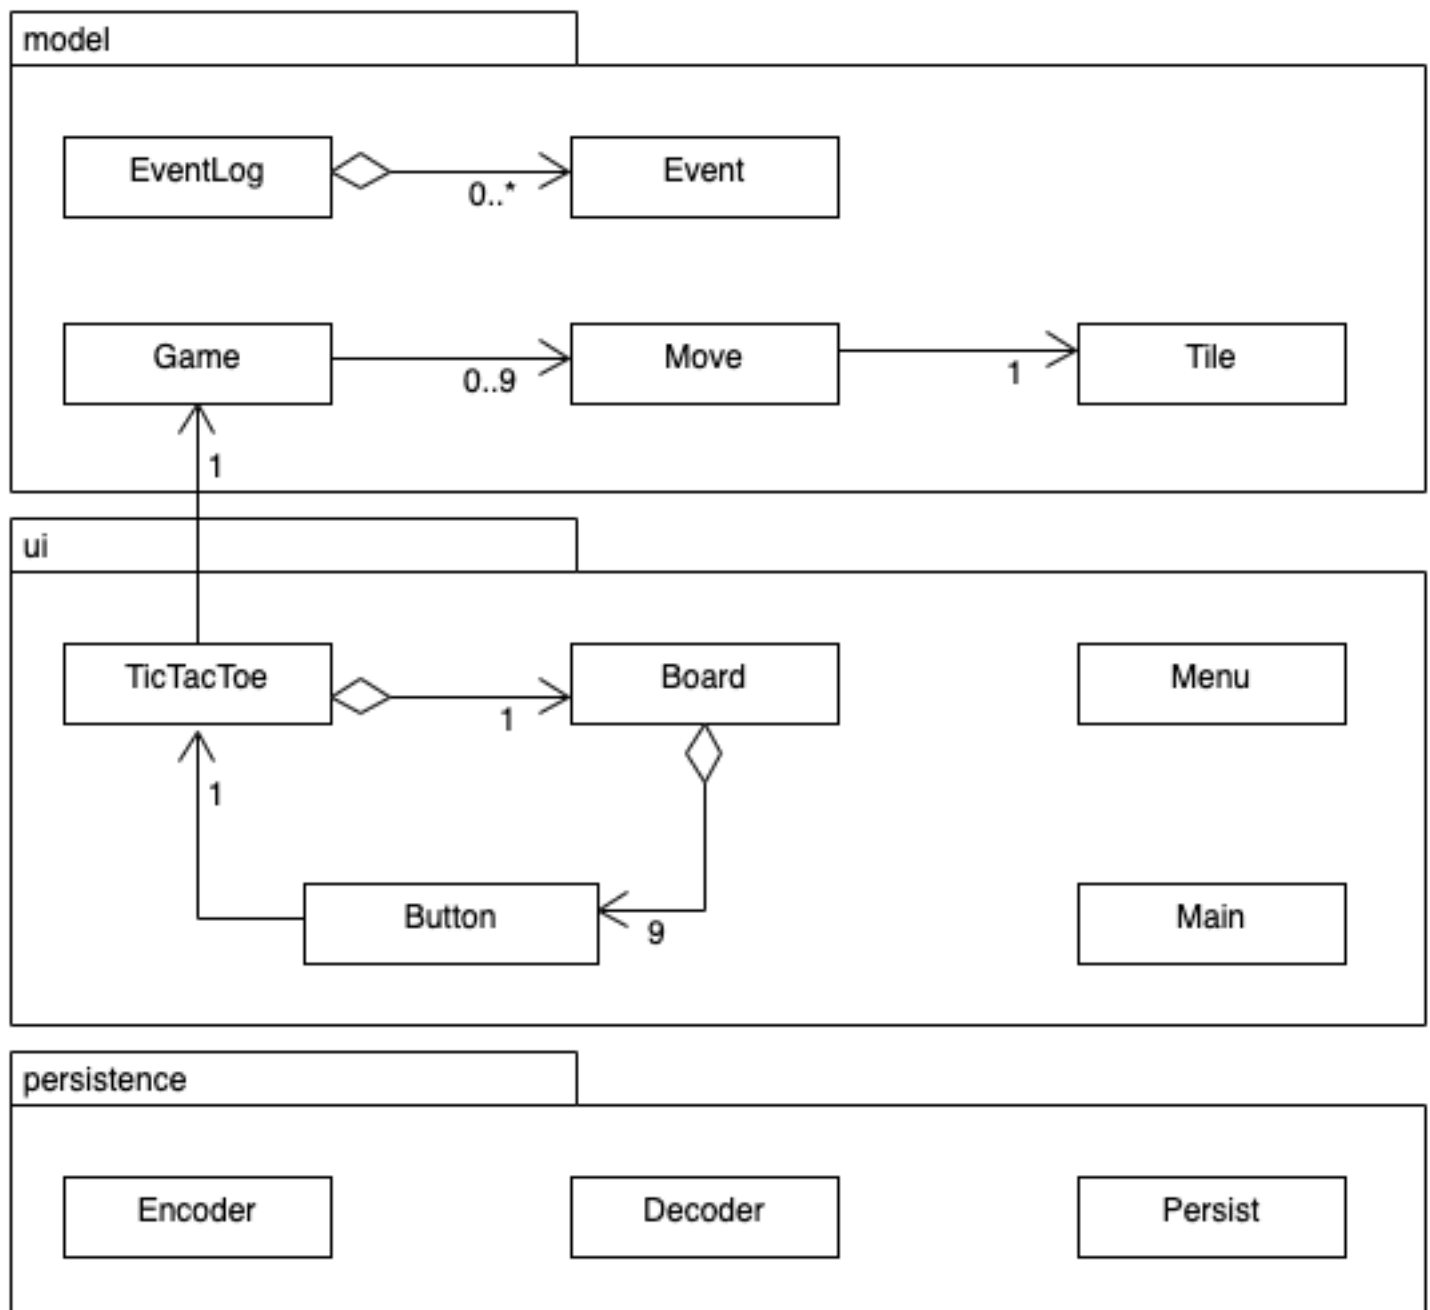 model
EventLog
0..*
Event
Game
0..9
Move
1
Tile
1
ui
TicTacToe
1
Board
Menu
1
Button
9
Main
persistence
Encoder
Decoder
Persist